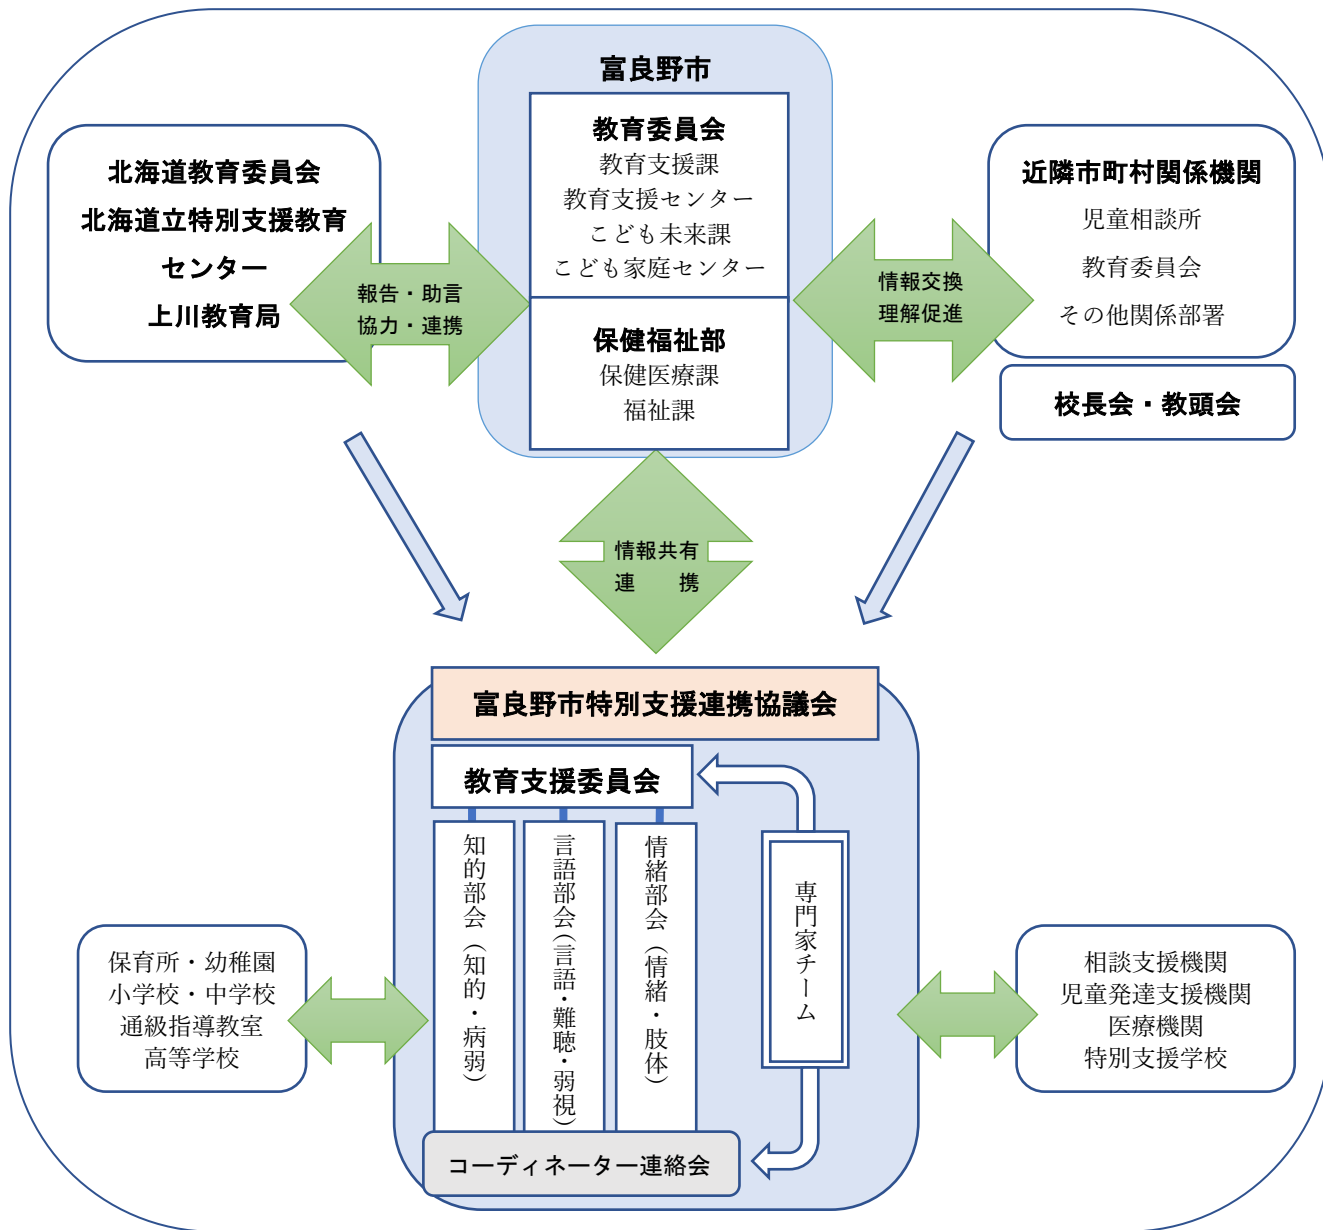 富良野市
教育委員会
教育支援課
教育支援センター
こども未来課
こども家庭センター
保健福祉部
保健医療課
福祉課
北海道教育委員会
北海道立特別支援教育
センター
上川教育局
報告・助言
協力・連携
情報交換
理解促進
近隣市町村関係機関
児童相談所
教育委員会
その他関係部署
校長会・教頭会
情報共有
連　　携
富良野市特別支援連携協議会
教育支援委員会
知的部会（知的・病弱）
言語部会(言語・難聴・弱視)
情緒部会（情緒・肢体）
専門家チーム
コーディネーター連絡会
保育所・幼稚園
小学校・中学校
通級指導教室
高等学校
相談支援機関
児童発達支援機関
医療機関
特別支援学校